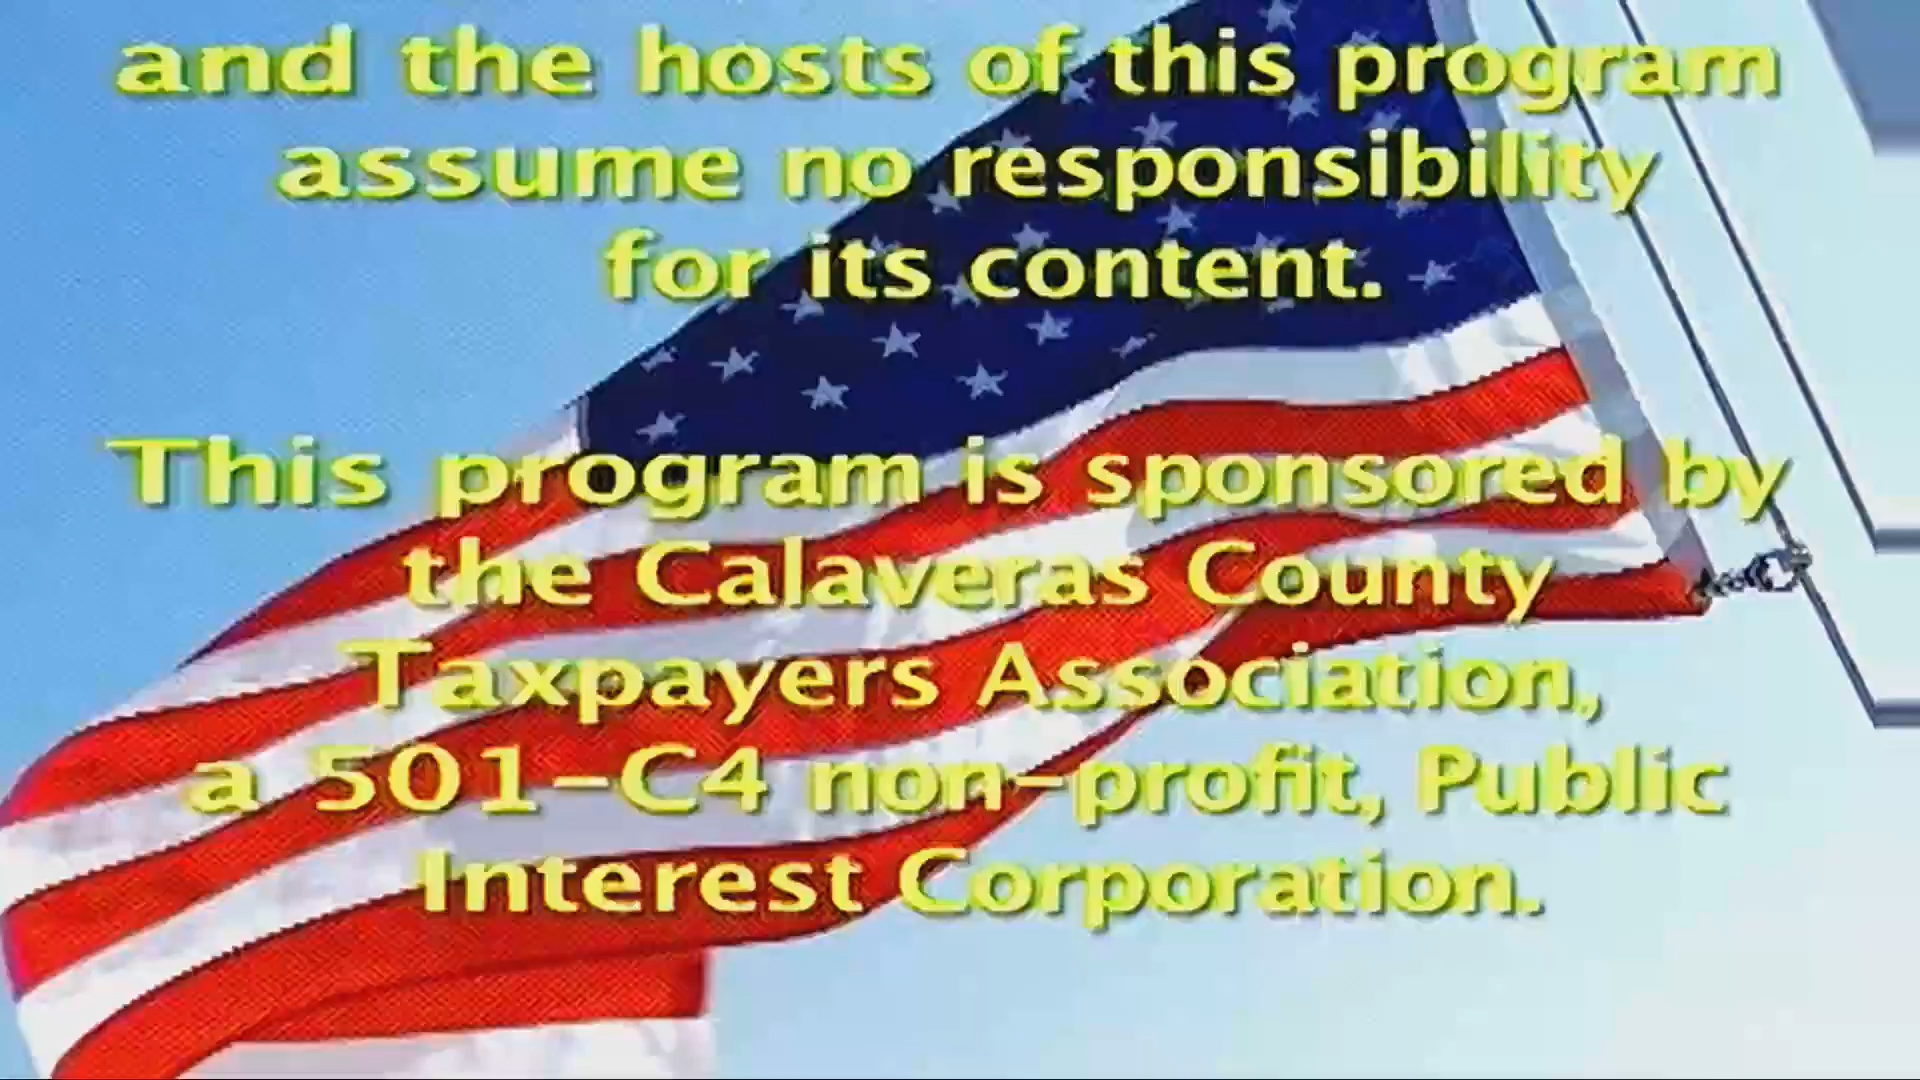 and the hosts of this program
assume no responsibility
for its content.
This program is sponsored by
the Calaveras County
Taxpayers Association,
a 501-C4 non-profit, Public
Interest Corporation.